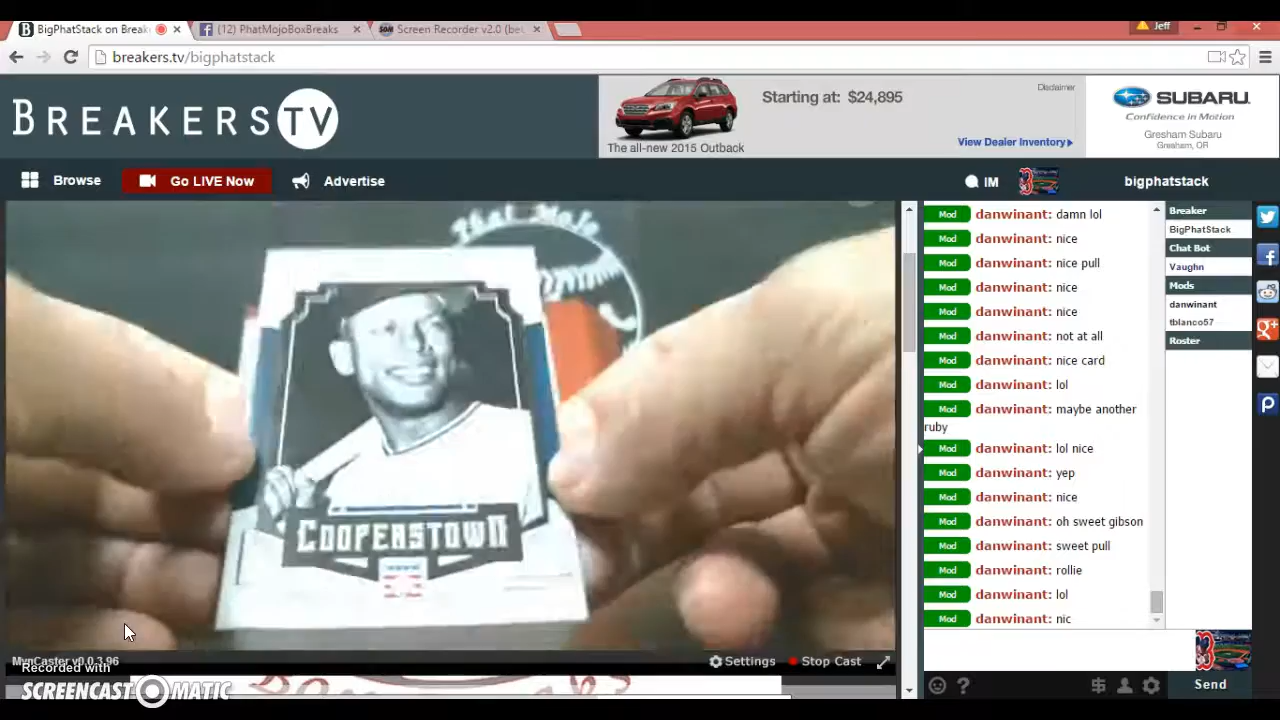 BigPhatStack on Break
(12) PhatMojoBoxBreaks
Screen Recorder v2.0 (bet
Jeff
breakers.tv/bigphatstack
BREAKERS TV
Starting at: $24,895
Disclaimer
The all-new 2015 Outback
View Dealer Inventory
SUBARU
Confidence in Motion
Gresham Subaru
Gresham, OR
Browse
Go LIVE Now
Advertise
IM
bigphatstack
Phat Mojo
COOPERSTOWN
Mod danwinant: damn lol
Mod danwinant: nice
Mod danwinant: nice pull
Mod danwinant: nice
Mod danwinant: nice
Mod danwinant: not at all
Mod danwinant: nice card
Mod danwinant: lol
Mod danwinant: maybe another
ruby
Mod danwinant: lol nice
Mod danwinant: yep
Mod danwinant: nice
Mod danwinant: oh sweet gibson
Mod danwinant: sweet pull
Mod danwinant: rollie
Mod danwinant: lol
Mod danwinant: nic
Breaker
BigPhatStack
Chat Bot
Vaughn
Mods
danwinant
tblanco57
Roster
Settings
Stop Cast
Send
Recorded with
SCREENCAST MATIC